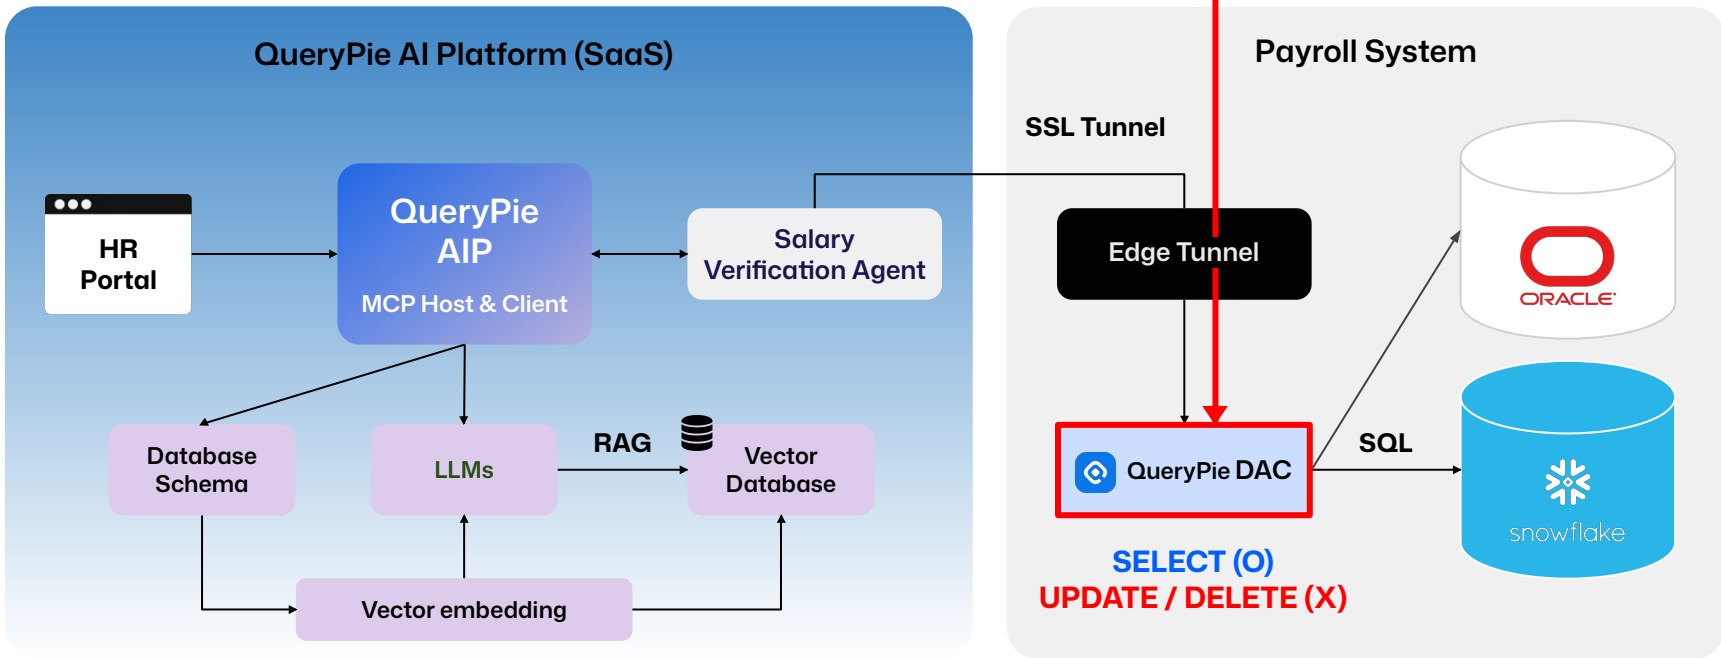 QueryPie AI Platform (SaaS)
Payroll System
SSL Tunnel
HR
Portal
QueryPie
AIP
MCP Host & Client
Salary
Verification Agent
Edge Tunnel
ORACLE
Database
Schema
LLMs
RAG
Vector
Database
QueryPie DAC
SQL
snowflake
SELECT (O)
UPDATE / DELETE (X)
Vector embedding